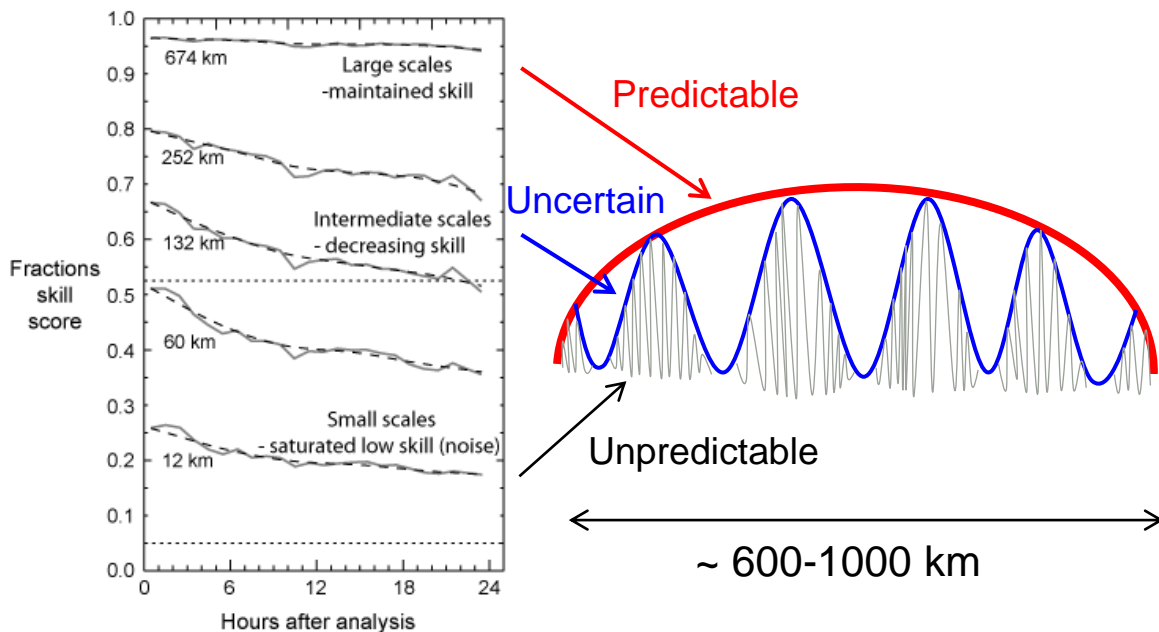 1.0
0.9
0.8
0.7
0.6
0.5
0.4
0.3
0.2
0.1
0.0
Fractions
skill
score
674 km
Large scales
-maintained skill
252 km
132 km
Intermediate scales
- decreasing skill
60 km
Small scales
- saturated low skill (noise)
12 km
0
6
12
18
24
Hours after analysis
Predictable
Uncertain
Unpredictable
~ 600-1000 km